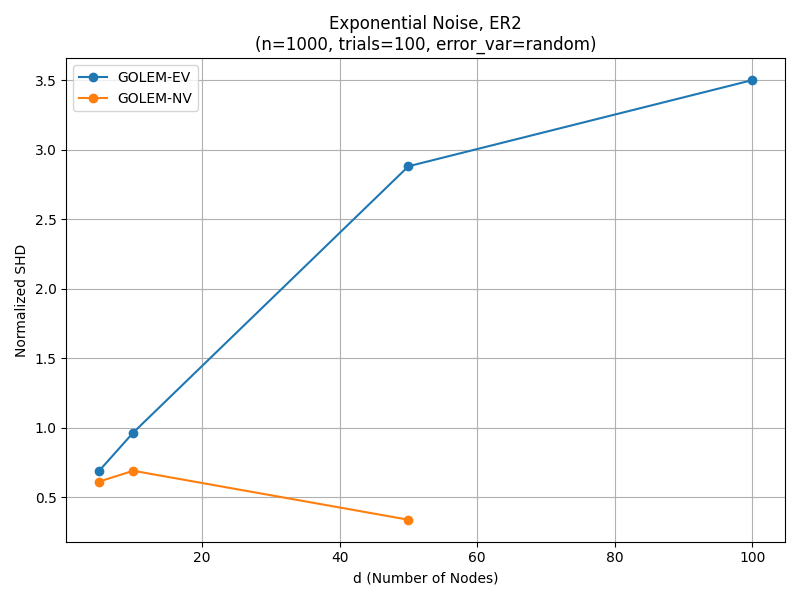 Exponential Noise, ER2
(n=1000, trials=100, error_var=random)
GOLEM-EV
GOLEM-NV
3.5
3.0
2.5
2.0
1.5
1.0
0.5
Normalized SHD
20
40
60
80
100
d (Number of Nodes)